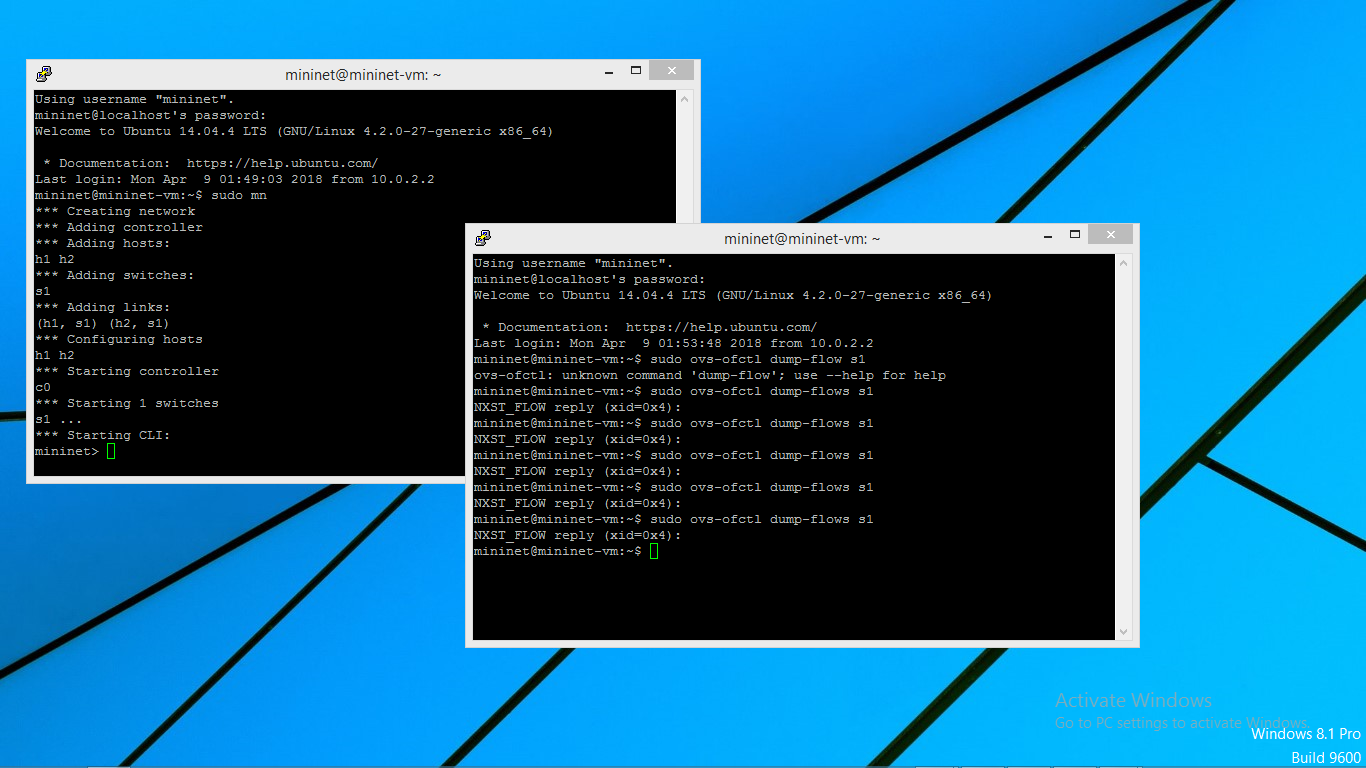 mininet@mininet-vm: ~
Using username "mininet".
mininet@localhost's password:
Welcome to Ubuntu 14.04.4 LTS (GNU/Linux 4.2.0-27-generic x86_64)
* Documentation:  https://help.ubuntu.com/
Last login: Mon Apr  9 01:49:03 2018 from 10.0.2.2
mininet@mininet-vm:~$ sudo mn
*** Creating network
*** Adding controller
*** Adding hosts:
h1 h2
*** Adding switches:
s1
*** Adding links:
(h1, s1) (h2, s1)
*** Configuring hosts
h1 h2
*** Starting controller
c0
*** Starting 1 switches
s1 ...
*** Starting CLI:
mininet>
mininet@mininet-vm: ~
Using username "mininet".
mininet@localhost's password:
Welcome to Ubuntu 14.04.4 LTS (GNU/Linux 4.2.0-27-generic x86_64)
* Documentation:  https://help.ubuntu.com/
Last login: Mon Apr  9 01:53:48 2018 from 10.0.2.2
mininet@mininet-vm:~$ sudo ovs-ofctl dump-flow s1
ovs-ofctl: unknown command 'dump-flow'; use --help for help
mininet@mininet-vm:~$ sudo ovs-ofctl dump-flows s1
NXST_FLOW reply (xid=0x4):
mininet@mininet-vm:~$ sudo ovs-ofctl dump-flows s1
NXST_FLOW reply (xid=0x4):
mininet@mininet-vm:~$ sudo ovs-ofctl dump-flows s1
NXST_FLOW reply (xid=0x4):
mininet@mininet-vm:~$ sudo ovs-ofctl dump-flows s1
NXST_FLOW reply (xid=0x4):
mininet@mininet-vm:~$ sudo ovs-ofctl dump-flows s1
NXST_FLOW reply (xid=0x4):
mininet@mininet-vm:~$
Activate Windows
Go to PC settings to activate Windows.
Windows 8.1 Pro
Build 9600